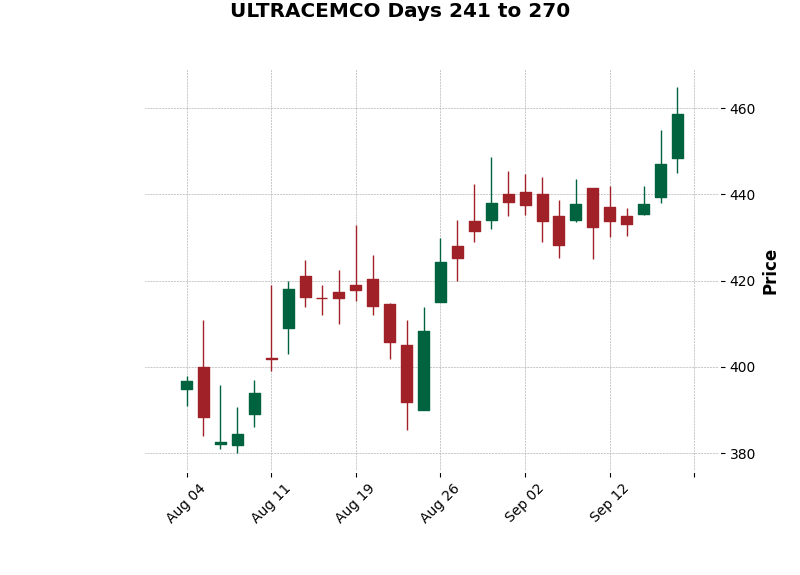 ULTRACEMCO Days 241 to 270
460
440
420
400
380
Price
Aug 04
Aug 11
Aug 19
Aug 26
Sep 02
Sep 12